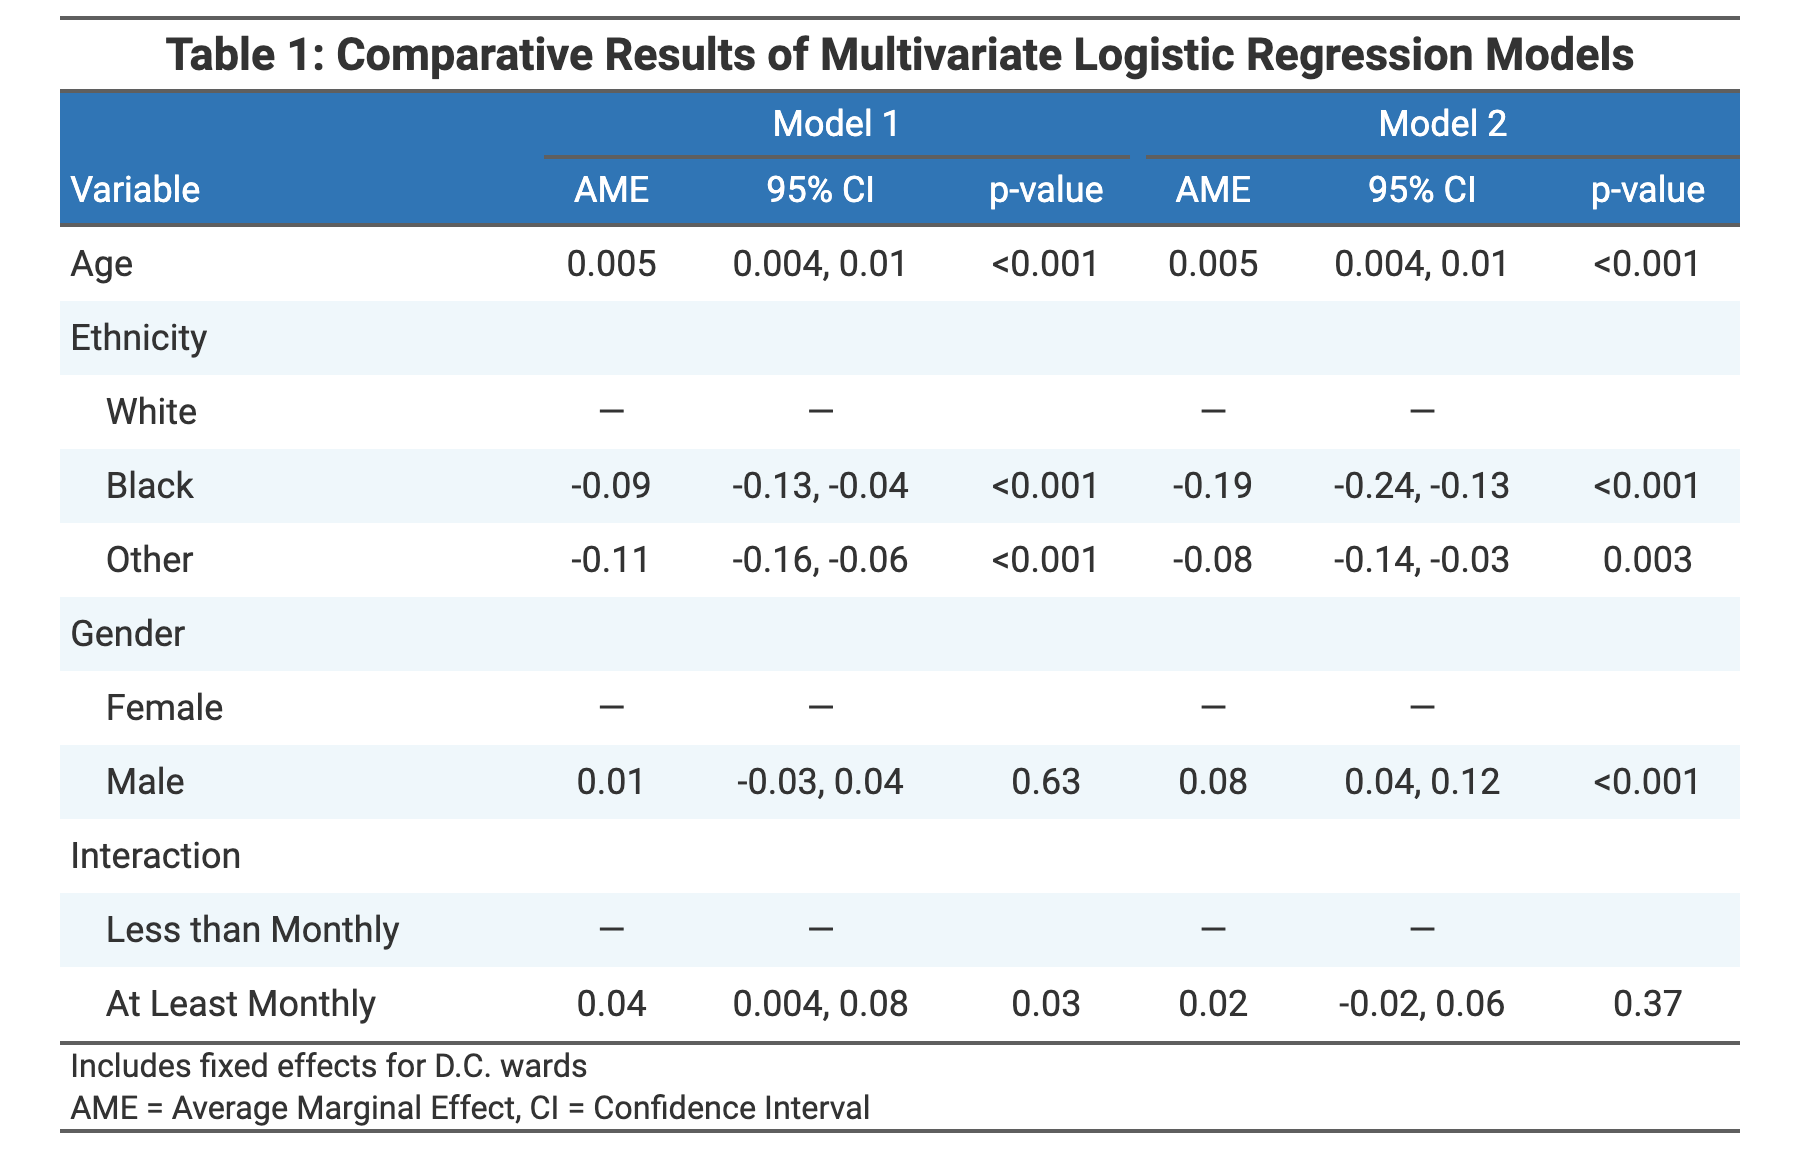 Table 1: Comparative Results of Multivariate Logistic Regression Models
Model 1 Model 2
Variable AME 95% CI p-value AME 95% CI p-value
Age 0.005 0.004, 0.01 <0.001 0.005 0.004, 0.01 <0.001
Ethnicity
White — — — —
Black -0.09 -0.13, -0.04 <0.001 -0.19 -0.24, -0.13 <0.001
Other -0.11 -0.16, -0.06 <0.001 -0.08 -0.14, -0.03 0.003
Gender
Female — — — —
Male 0.01 -0.03, 0.04 0.63 0.08 0.04, 0.12 <0.001
Interaction
Less than Monthly — — — —
At Least Monthly 0.04 0.004, 0.08 0.03 0.02 -0.02, 0.06 0.37
Includes fixed effects for D.C. wards
AME = Average Marginal Effect, CI = Confidence Interval